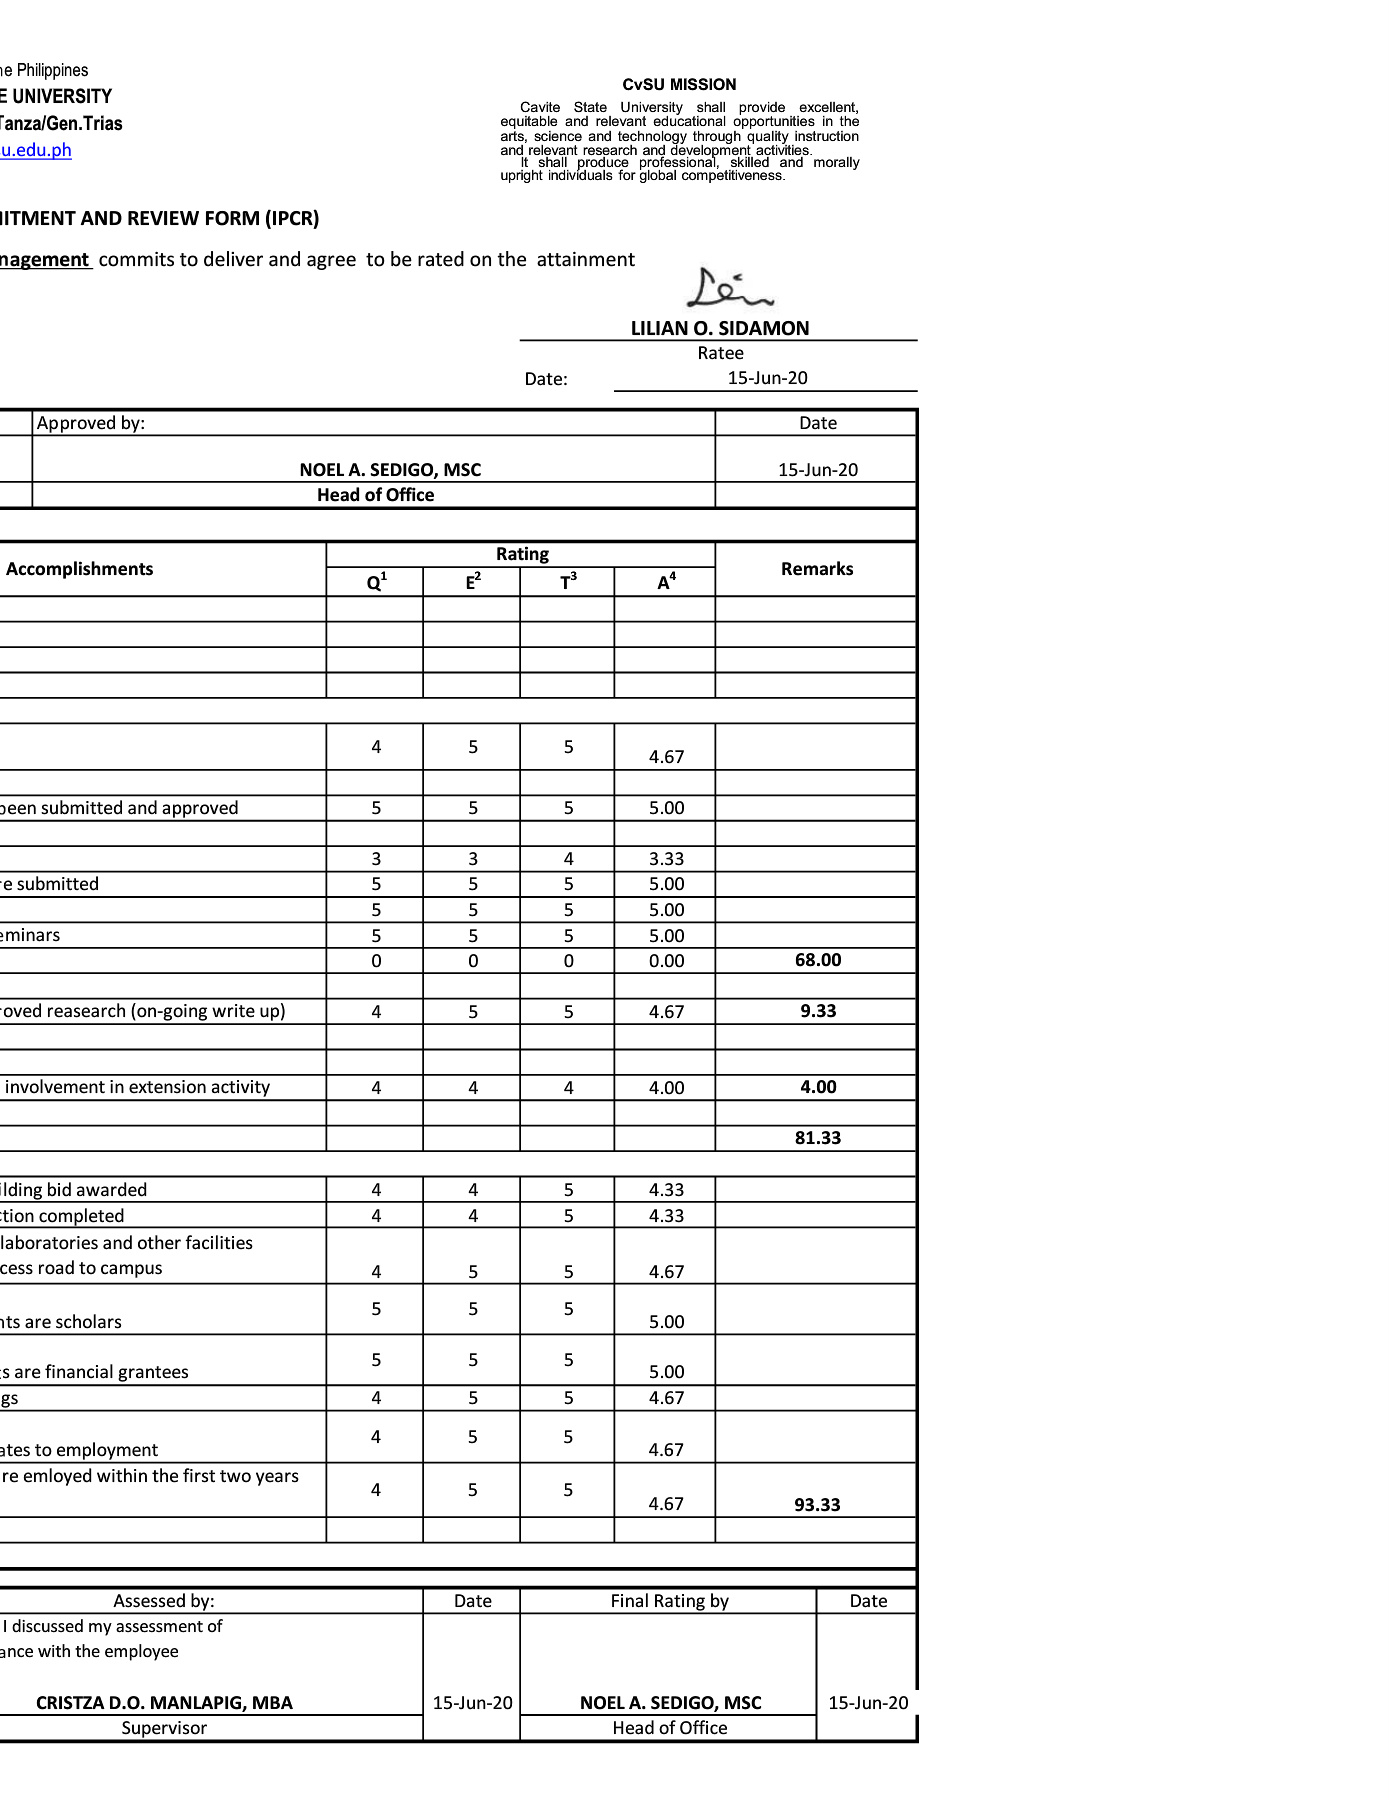 ne Philippines
E UNIVERSITY
Tanza/Gen.Trias
su.edu.ph
CvSU MISSION
Cavite State University shall provide excellent,
equitable and relevant educational opportunities in the
arts, science and technology through quality instruction
and relevant research and development activities.
It shall produce professional, skilled and morally
upright individuals for global competitiveness.
MITMENT AND REVIEW FORM (IPCR)
nagement commits to deliver and agree to be rated on the attainment
LILIAN O. SIDAMON
Ratee
Date: 15-Jun-20
Approved by: Date
NOEL A. SEDIGO, MSC 15-Jun-20
Head of Office
Accomplishments Rating Remarks
Q¹ E² T³ A⁴
4 5 5 4.67
been submitted and approved 5 5 5 5.00
3 3 4 3.33
re submitted 5 5 5 5.00
5 5 5 5.00
eminars 5 5 5 5.00
0 0 0 0.00 68.00
roved reasearch (on-going write up) 4 5 5 4.67 9.33
involvement in extension activity 4 4 4 4.00 4.00
81.33
ilding bid awarded 4 4 5 4.33
ction completed 4 4 5 4.33
laboratories and other facilities
cess road to campus 4 5 5 4.67
nts are scholars 5 5 5 5.00
s are financial grantees 5 5 5 5.00
gs 4 5 5 4.67
ates to employment 4 5 5 4.67
re emloyed within the first two years
4 5 5 4.67 93.33
Assessed by: Date Final Rating by Date
I discussed my assessment of
ance with the employee
CRISTZA D.O. MANLAPIG, MBA 15-Jun-20 NOEL A. SEDIGO, MSC 15-Jun-20
Supervisor Head of Office